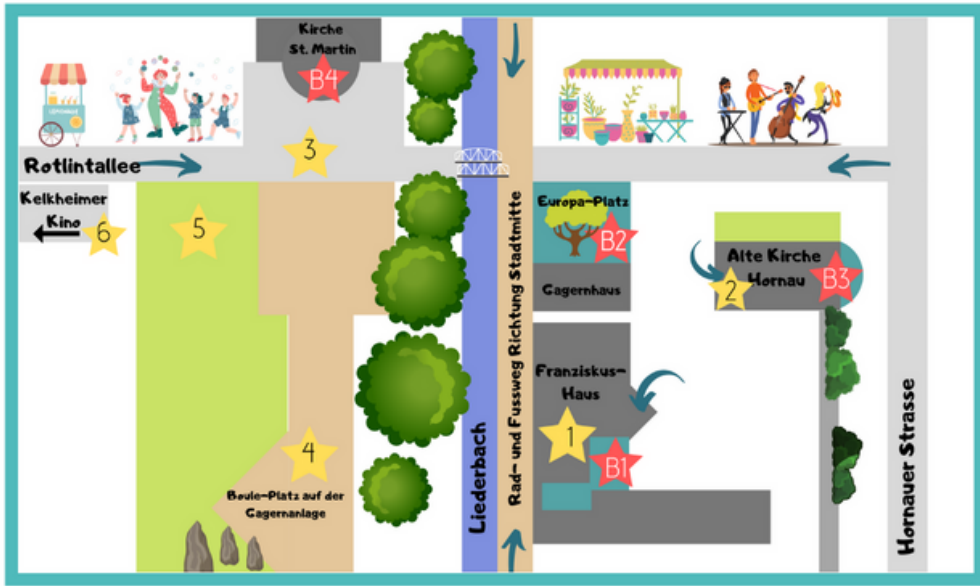 Kirche
St. Martin
B4
3
Rotlintallee
Kelkheimer
Kino
6
5
Europa-Platz
B2
Gagernhaus
Alte Kirche
Hornau
2
B3
Franziskus-
Haus
1
B1
4
Boule-Platz auf der
Gagernanlage
Liederbach
Rad- und Fussweg Richtung Stadtmitte
Hornauer Strasse